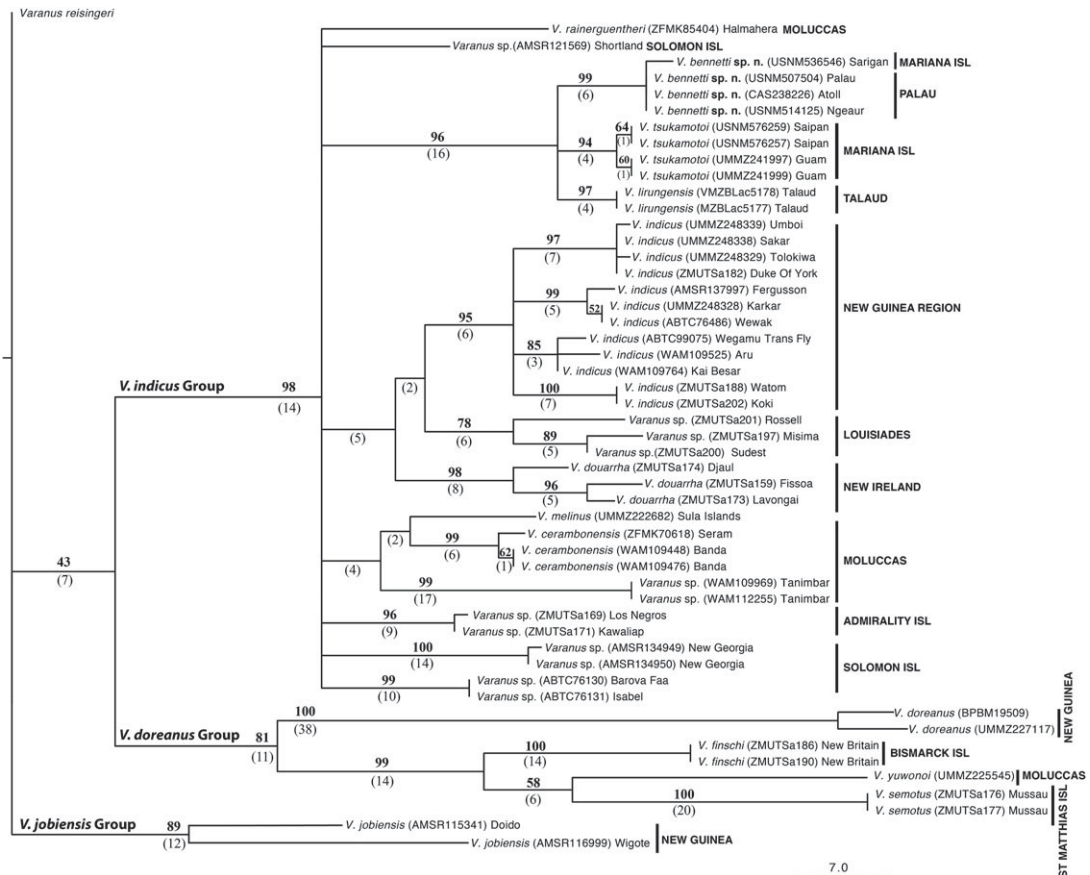 Varanus reisingeri
V. rainerguentheri (ZFMK85404) Halmahera MOLUCCAS
Varanus sp.(AMSR121569) Shortland SOLOMON ISL
V. bennetti sp. n. (USNM536546) Sarigan MARIANA ISL
99
V. bennetti sp. n. (USNM507504) Palau
(6)
V. bennetti sp. n. (CAS238226) Atoll PALAU
V. bennetti sp. n. (USNM514125) Ngeaur
64
V. tsukamotoi (USNM576259) Saipan
96
94
(1)
V. tsukamotoi (USNM576257) Saipan
MARIANA ISL
(16)
(4)
60
V. tsukamotoi (UMMZ241997) Guam
(1)
V. tsukamotoi (UMMZ241999) Guam
97
V. lirungensis (VMZBLac5178) Talaud
TALAUD
(4)
V. lirungensis (MZBLac5177) Talaud
V. indicus (UMMZ248339) Umboi
97
V. indicus (UMMZ248338) Sakar
(7)
V. indicus (UMMZ248329) Tolokiwa
V. indicus (ZMUTSa182) Duke Of York
99
V. indicus (AMSR137997) Fergusson
(5)
52
V. indicus (UMMZ248328) Karkar
NEW GUINEA REGION
95
V. indicus (ABTC76486) Wewak
(6)
V. indicus (ABTC99075) Wegamu Trans Fly
85
V. indicus (WAM109525) Aru
(3)
V. indicus (WAM109764) Kai Besar
V. indicus Group 98
(2)
100
V. indicus (ZMUTSa188) Watom
(14)
(7)
V. indicus (ZMUTSa202) Koki
78
Varanus sp. (ZMUTSa201) Rossell
(5)
(6)
89
Varanus sp. (ZMUTSa197) Misima
LOUISIADES
(5)
Varanus sp.(ZMUTSa200) Sudest
98
V. douarrha (ZMUTSa174) Djaul
(8)
96
V. douarrha (ZMUTSa159) Fissoa
NEW IRELAND
(5)
V. douarrha (ZMUTSa173) Lavongai
V. melinus (UMMZ222682) Sula Islands
(2)
99
V. cerambonensis (ZFMK70618) Seram
(6)
62
V. cerambonensis (WAM109448) Banda
MOLUCCAS
43
(4)
(1)
V. cerambonensis (WAM109476) Banda
(7)
99
Varanus sp. (WAM109969) Tanimbar
(17)
Varanus sp. (WAM112255) Tanimbar
96
Varanus sp. (ZMUTSa169) Los Negros
ADMIRALITY ISL
(9)
Varanus sp. (ZMUTSa171) Kawaliap
100
Varanus sp. (AMSR134949) New Georgia
(14)
Varanus sp. (AMSR134950) New Georgia
SOLOMON ISL
99
Varanus sp. (ABTC76130) Barova Faa
(10)
Varanus sp. (ABTC76131) Isabel
100
V. doreanus (BPBM19509)
NEW GUINEA
(38)
V. doreanus (UMMZ227117)
V. doreanus Group 81
(11)
100
V. finschi (ZMUTSa186) New Britain
BISMARCK ISL
99
(14)
V. finschi (ZMUTSa190) New Britain
(14)
58
V. yuwonoi (UMMZ225545) MOLUCCAS
(6)
100
V. semotus (ZMUTSa176) Mussau
(20)
V. semotus (ZMUTSa177) Mussau
ST MATTHIAS ISL
V. jobiensis Group 89
(12)
V. jobiensis (AMSR115341) Doido
V. jobiensis (AMSR116999) Wigote NEW GUINEA
7.0